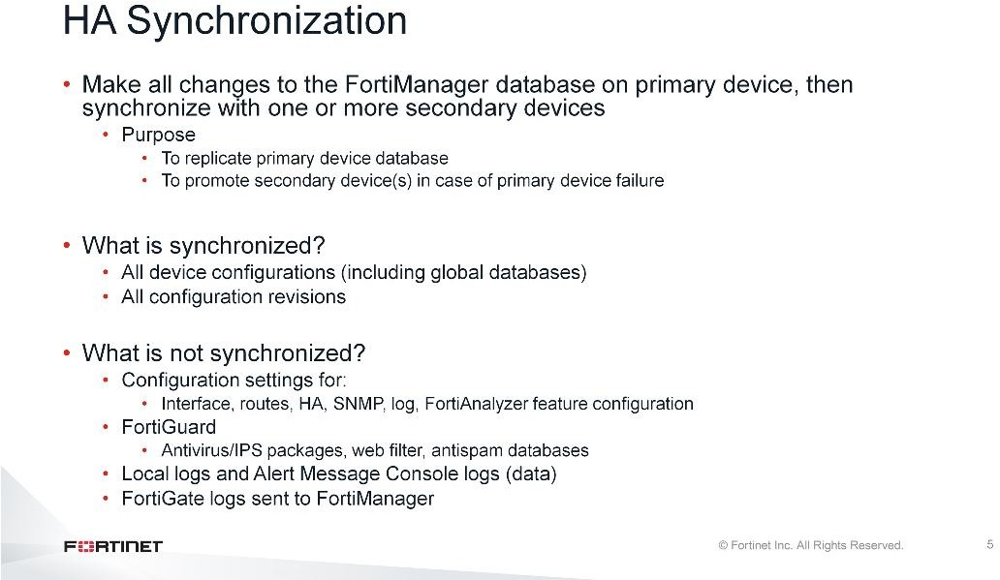 HA Synchronization
• Make all changes to the FortiManager database on primary device, then
synchronize with one or more secondary devices
• Purpose
• To replicate primary device database
• To promote secondary device(s) in case of primary device failure
• What is synchronized?
• All device configurations (including global databases)
• All configuration revisions
• What is not synchronized?
• Configuration settings for:
• Interface, routes, HA, SNMP, log, FortiAnalyzer feature configuration
• FortiGuard
• Antivirus/IPS packages, web filter, antispam databases
• Local logs and Alert Message Console logs (data)
• FortiGate logs sent to FortiManager
FORTINET
© Fortinet Inc. All Rights Reserved.
5